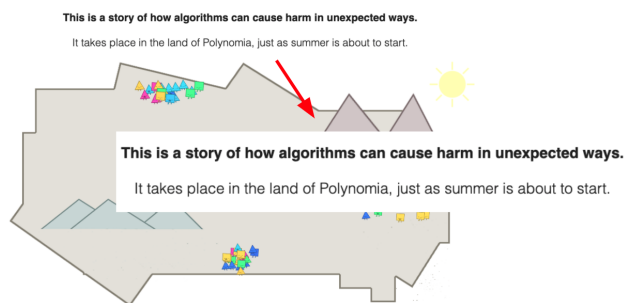 This is a story of how algorithms can cause harm in unexpected ways.
It takes place in the land of Polynomia, just as summer is about to start.
This is a story of how algorithms can cause harm in unexpected ways.
It takes place in the land of Polynomia, just as summer is about to start.